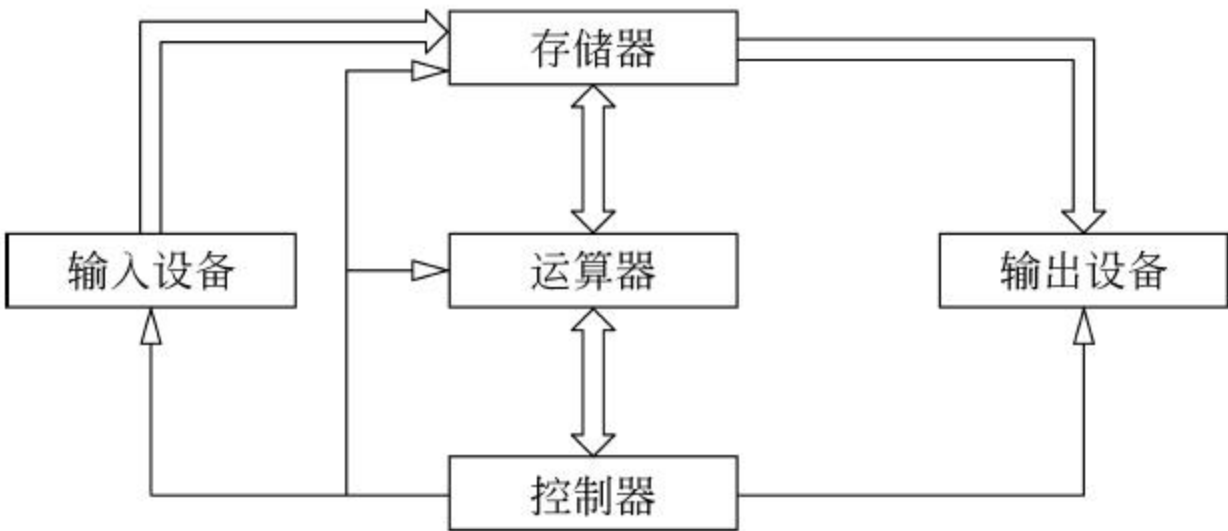 存储器
输入设备
运算器
输出设备
控制器